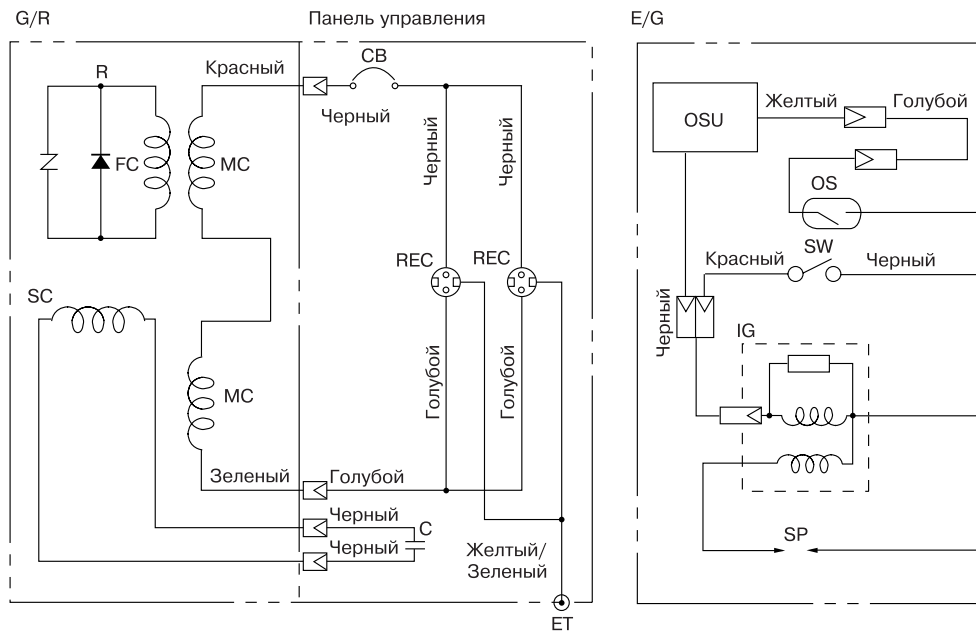 G/R
Панель управления
E/G
R
Красный
CB
Черный
FC
MC
Черный
Черный
REC
REC
SC
MC
Голубой
Голубой
Зеленый
Голубой
Черный
C
Черный
Желтый/
Зеленый
ET
OSU
Желтый
Голубой
OS
SW
Красный
Черный
Черный
IG
SP